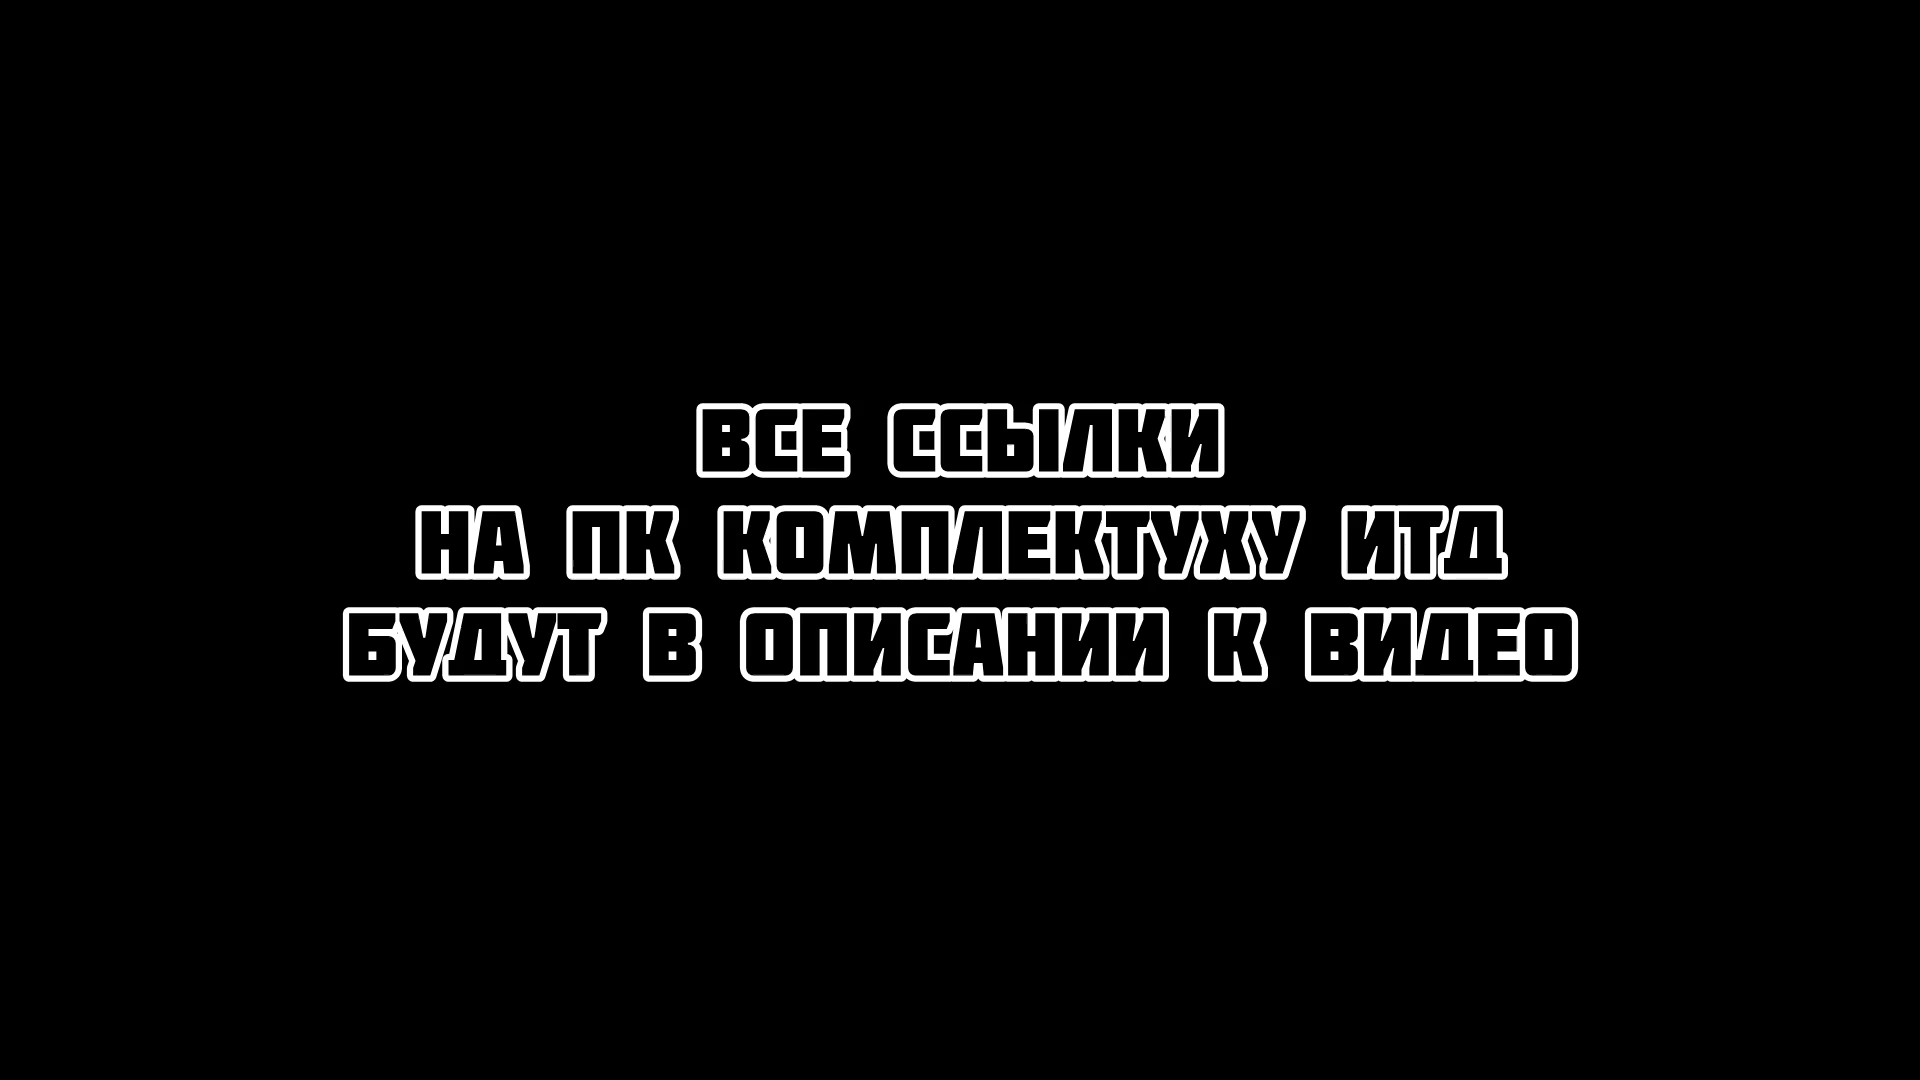 ВСЕ ССЫЛКИ
НА ПК КОМПЛЕКТУХУ ИТД
БУДУТ В ОПИСАНИИ К ВИДЕО